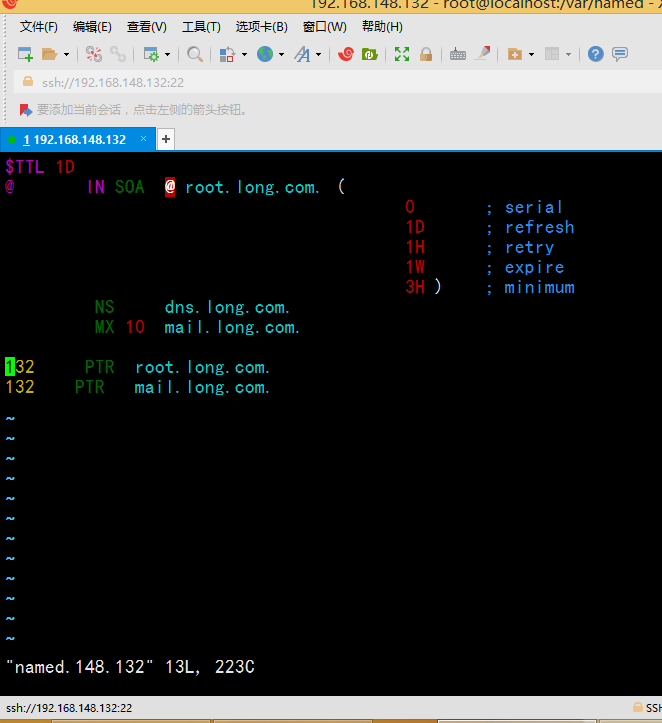 192.168.148.132 - root@localhost:/var/named -
文件(F) 编辑(E) 查看(V) 工具(T) 选项卡(B) 窗口(W) 帮助(H)
ssh://192.168.148.132:22
要添加当前会话，点击左侧的箭头按钮。
1 192.168.148.132 × +
$TTL 1D
@ IN SOA @ root.long.com. (
0 ; serial
1D ; refresh
1H ; retry
1W ; expire
3H ) ; minimum
NS dns.long.com.
MX 10 mail.long.com.
132 PTR root.long.com.
132 PTR mail.long.com.
~
~
~
~
~
~
~
~
~
~
~
~
"named.148.132" 13L, 223C
ssh://192.168.148.132:22 SSH